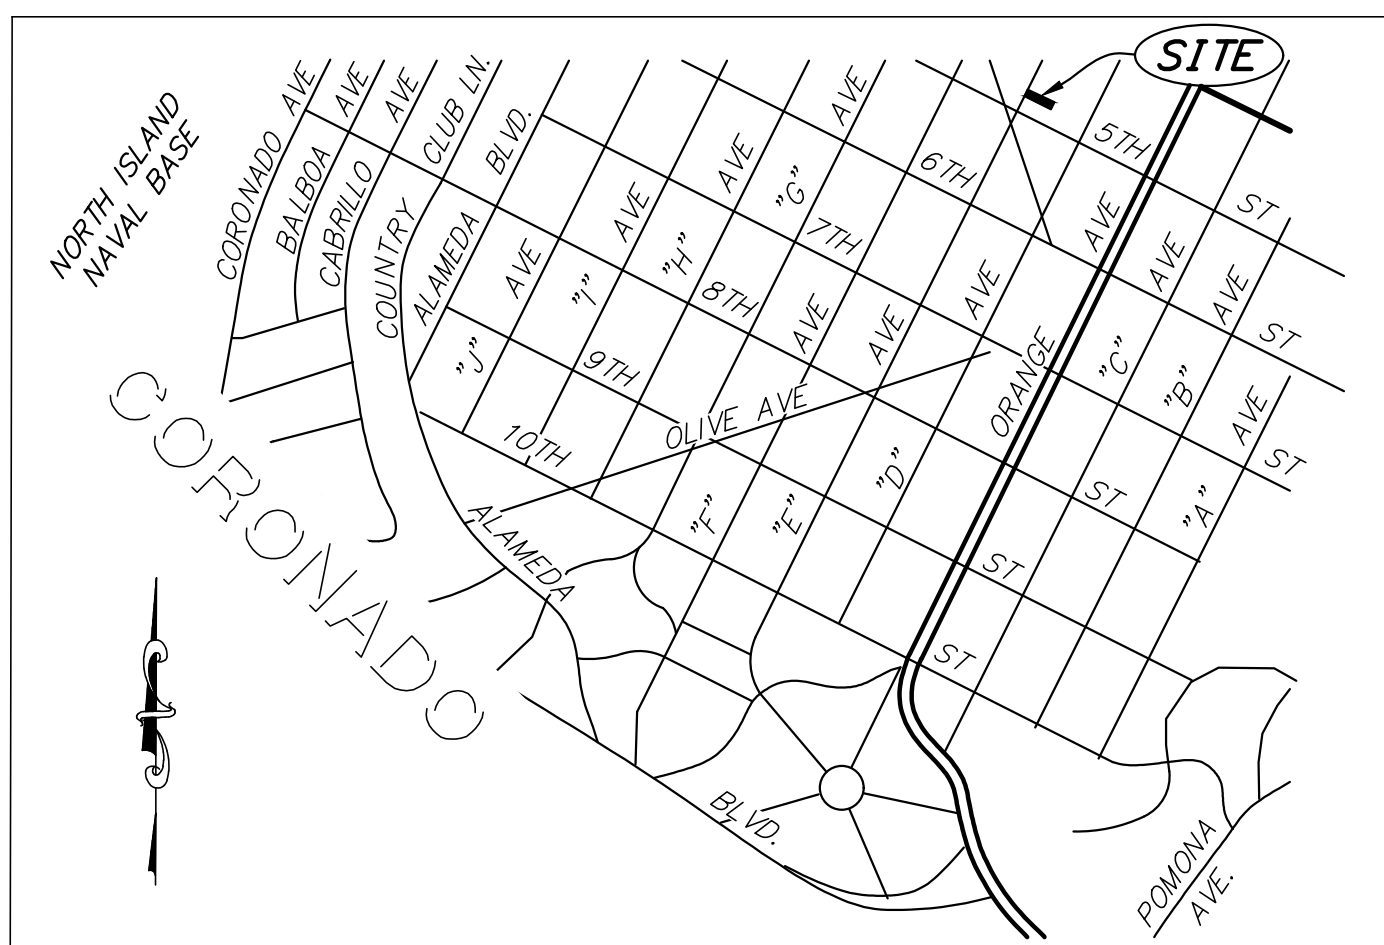 SITE
NORTH ISLAND
NAVAL BASE
CORONADO AVE
BALBOA AVE
CABRILLO AVE
COUNTRY CLUB LN.
ALAMEDA BLVD.
"J" AVE
"I" AVE
"H" AVE
"G" AVE
"F" AVE
"E" AVE
"D" AVE
ORANGE AVE
"C" AVE
"B" AVE
"A" AVE
5TH ST
6TH ST
7TH ST
8TH ST
9TH ST
10TH ST
OLIVE AVE
ALAMEDA BLVD.
CORONADO
POMONA
AVE.